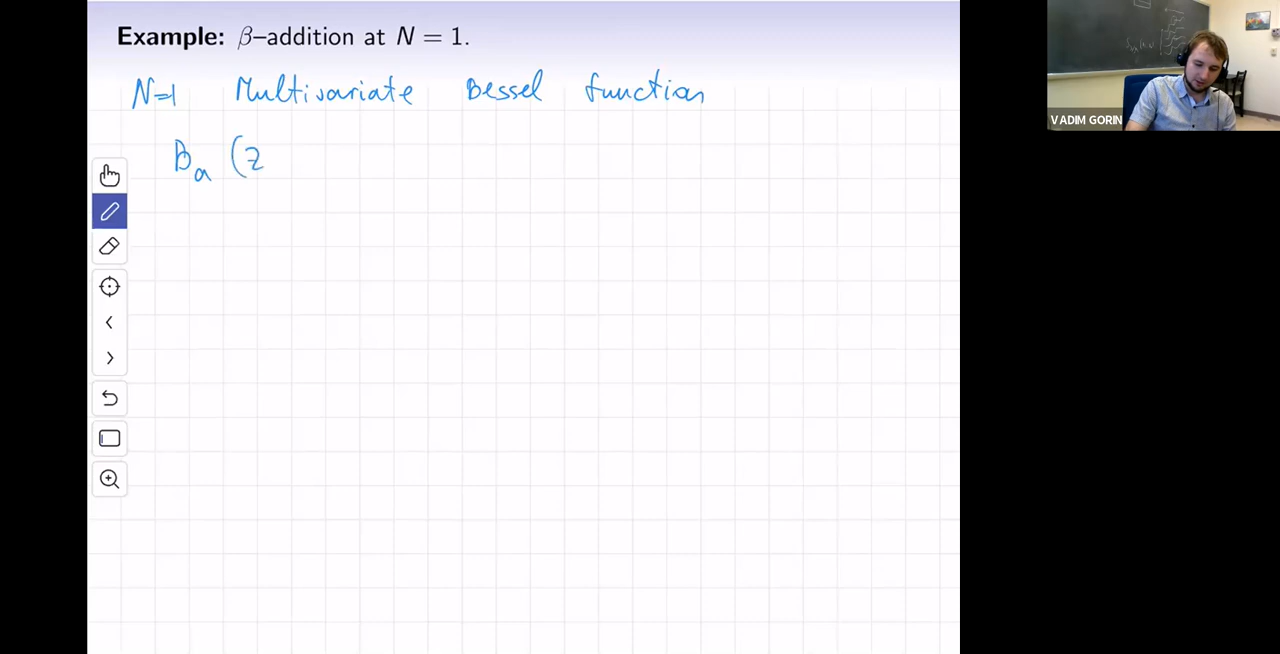 Example: β–addition at N = 1.
N=1 Multivariate Bessel function
B_a (z
VADIM GORIN